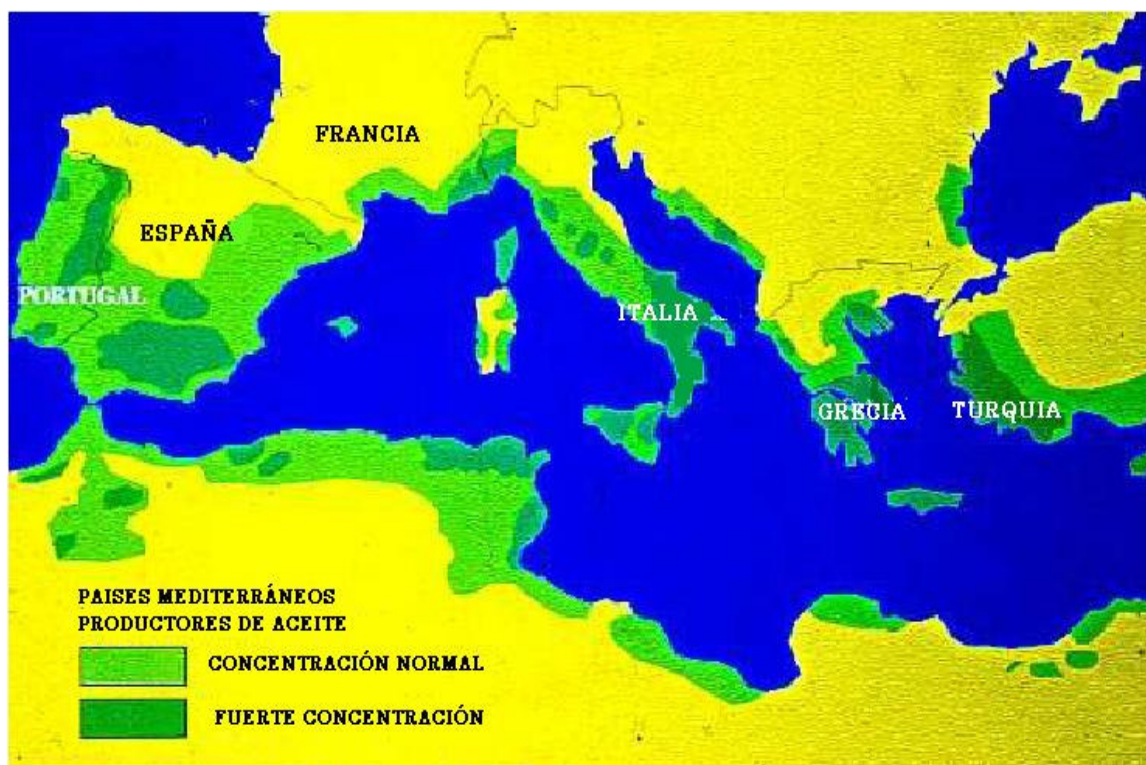 FRANCIA
ESPAÑA
PORTUGAL
ITALIA
GRECIA
TURQUIA
PAISES MEDITERRÁNEOS
PRODUCTORES DE ACEITE
CONCENTRACIÓN NORMAL
FUERTE CONCENTRACIÓN